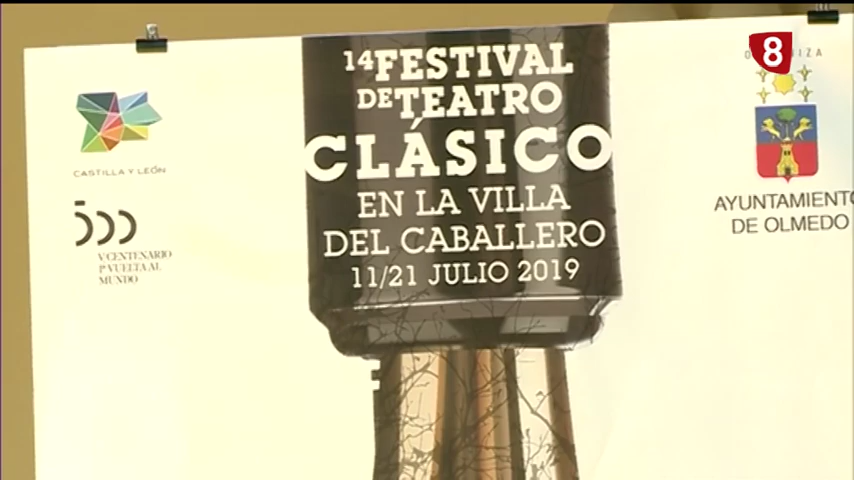 14 FESTIVAL
DE TEATRO
CLÁSICO
EN LA VILLA
DEL CABALLERO
11/21 JULIO 2019
CASTILLA Y LEÓN
V CENTENARIO
1ª VUELTA AL
MUNDO
8
AYUNTAMIENTO
DE OLMEDO